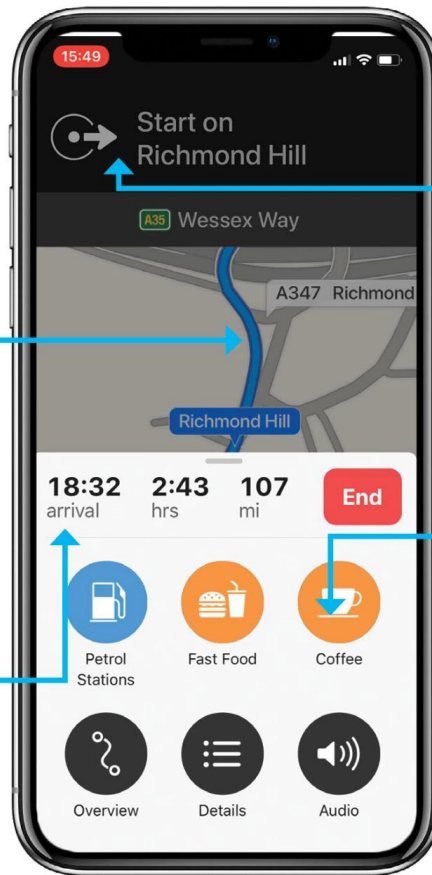 15:49
Start on
Richmond Hill
A35 Wessex Way
A347 Richmond
Richmond Hill
18:32 2:43 107
arrival hrs mi
End
Petrol
Stations
Fast Food
Coffee
Overview
Details
Audio